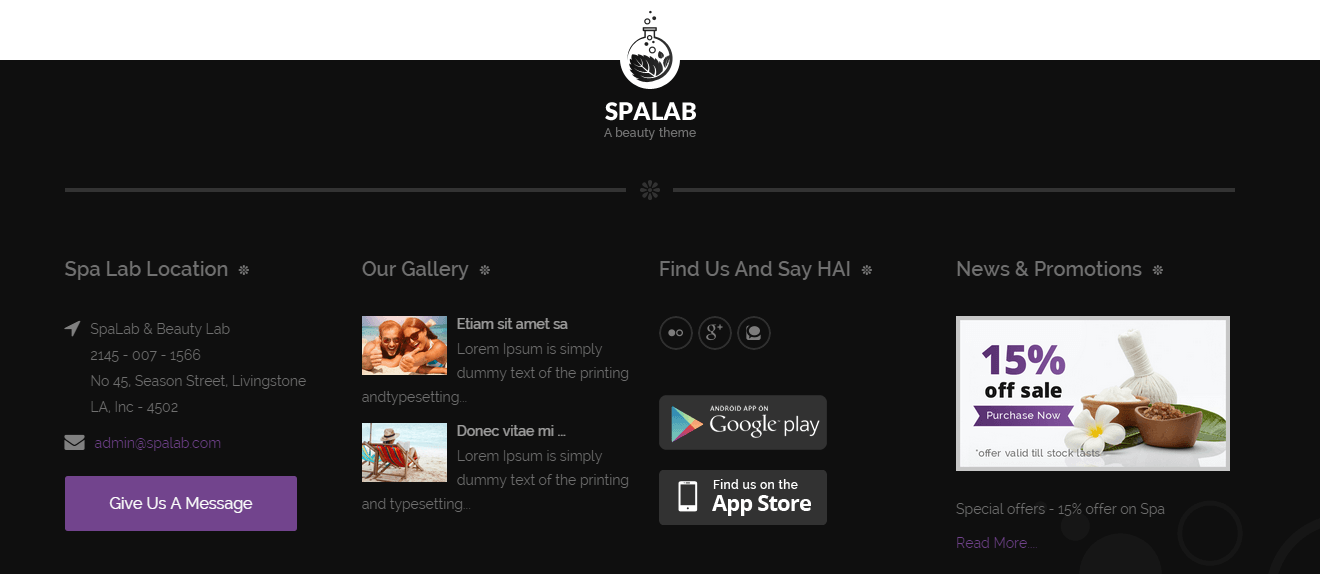 SPALAB
A beauty theme
Spa Lab Location
SpaLab & Beauty Lab
2145 - 007 - 1566
No 45, Season Street, Livingstone
LA, Inc - 4502
admin@spalab.com
Give Us A Message
Our Gallery
Etiam sit amet sa
Lorem Ipsum is simply
dummy text of the printing
andtypesetting...
Donec vitae mi ...
Lorem Ipsum is simply
dummy text of the printing
and typesetting...
Find Us And Say HAI
g+
ANDROID APP ON
Google play
Find us on the
App Store
News & Promotions
15%
off sale
Purchase Now
*offer valid till stock lasts
Special offers - 15% offer on Spa
Read More...